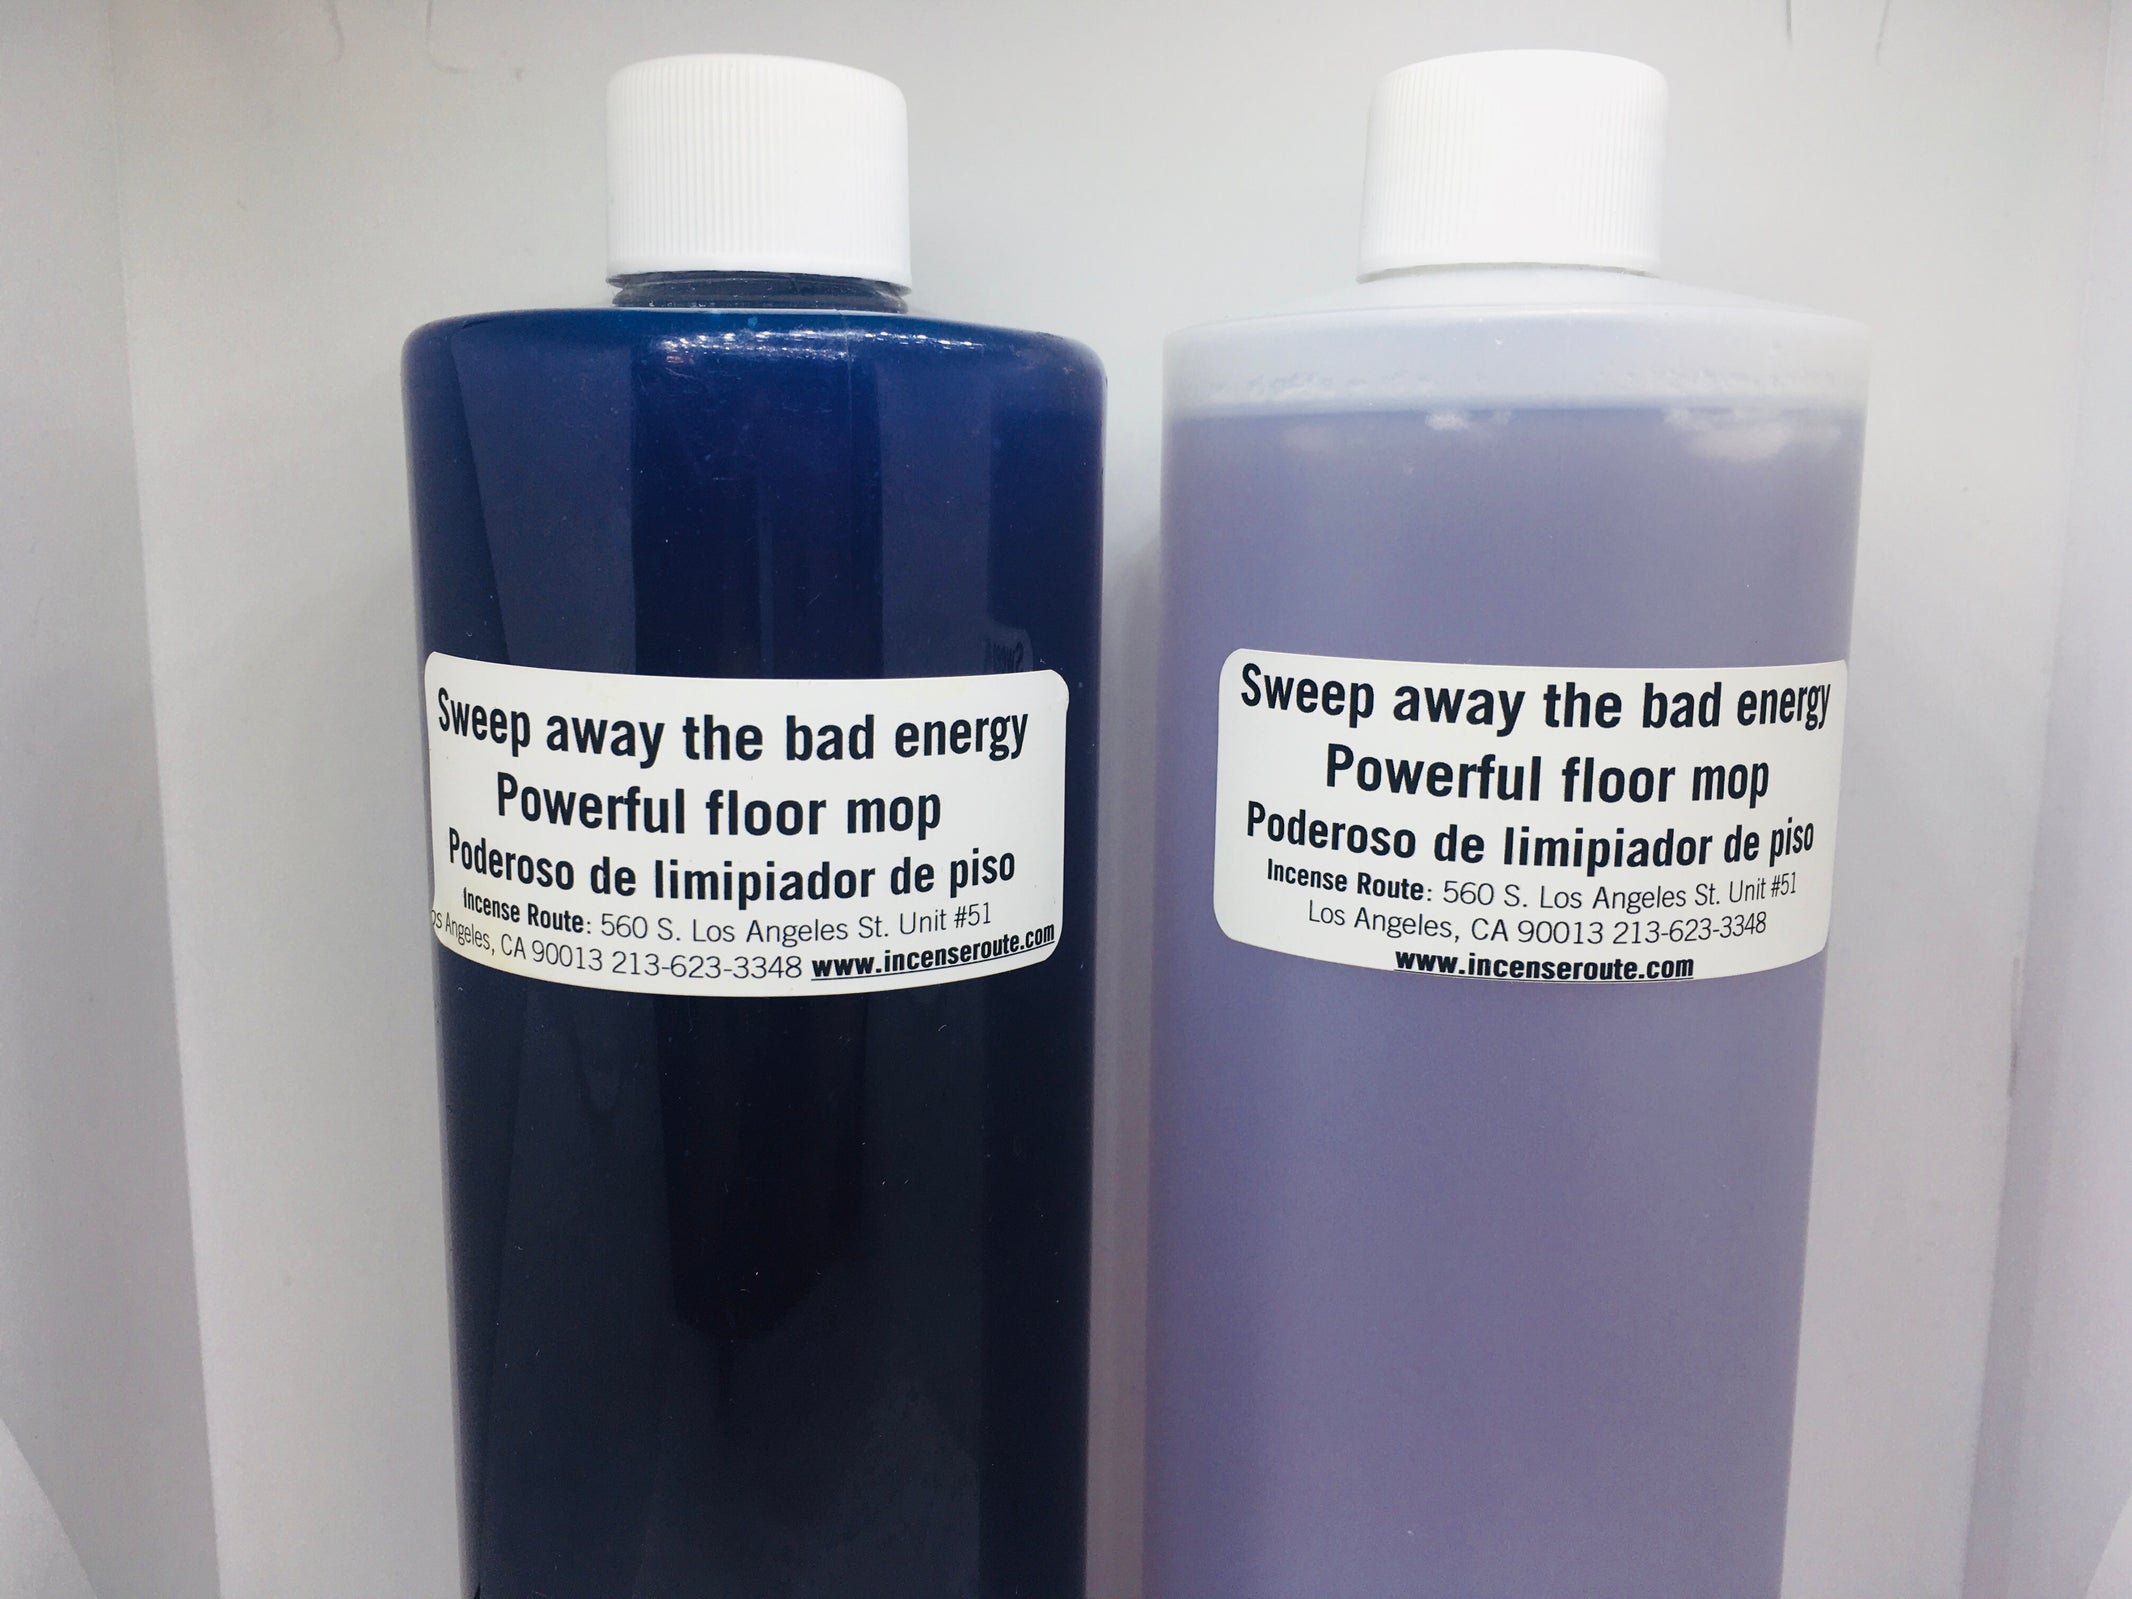 Sweep away the bad energy
Powerful floor mop
Poderoso de limipiador de piso
Incense Route: 560 S. Los Angeles St. Unit #51
os Angeles, CA 90013 213-623-3348 www.incenseroute.com
Sweep away the bad energy
Powerful floor mop
Poderoso de limipiador de piso
Incense Route: 560 S. Los Angeles St. Unit #51
Los Angeles, CA 90013 213-623-3348
www.incenseroute.com